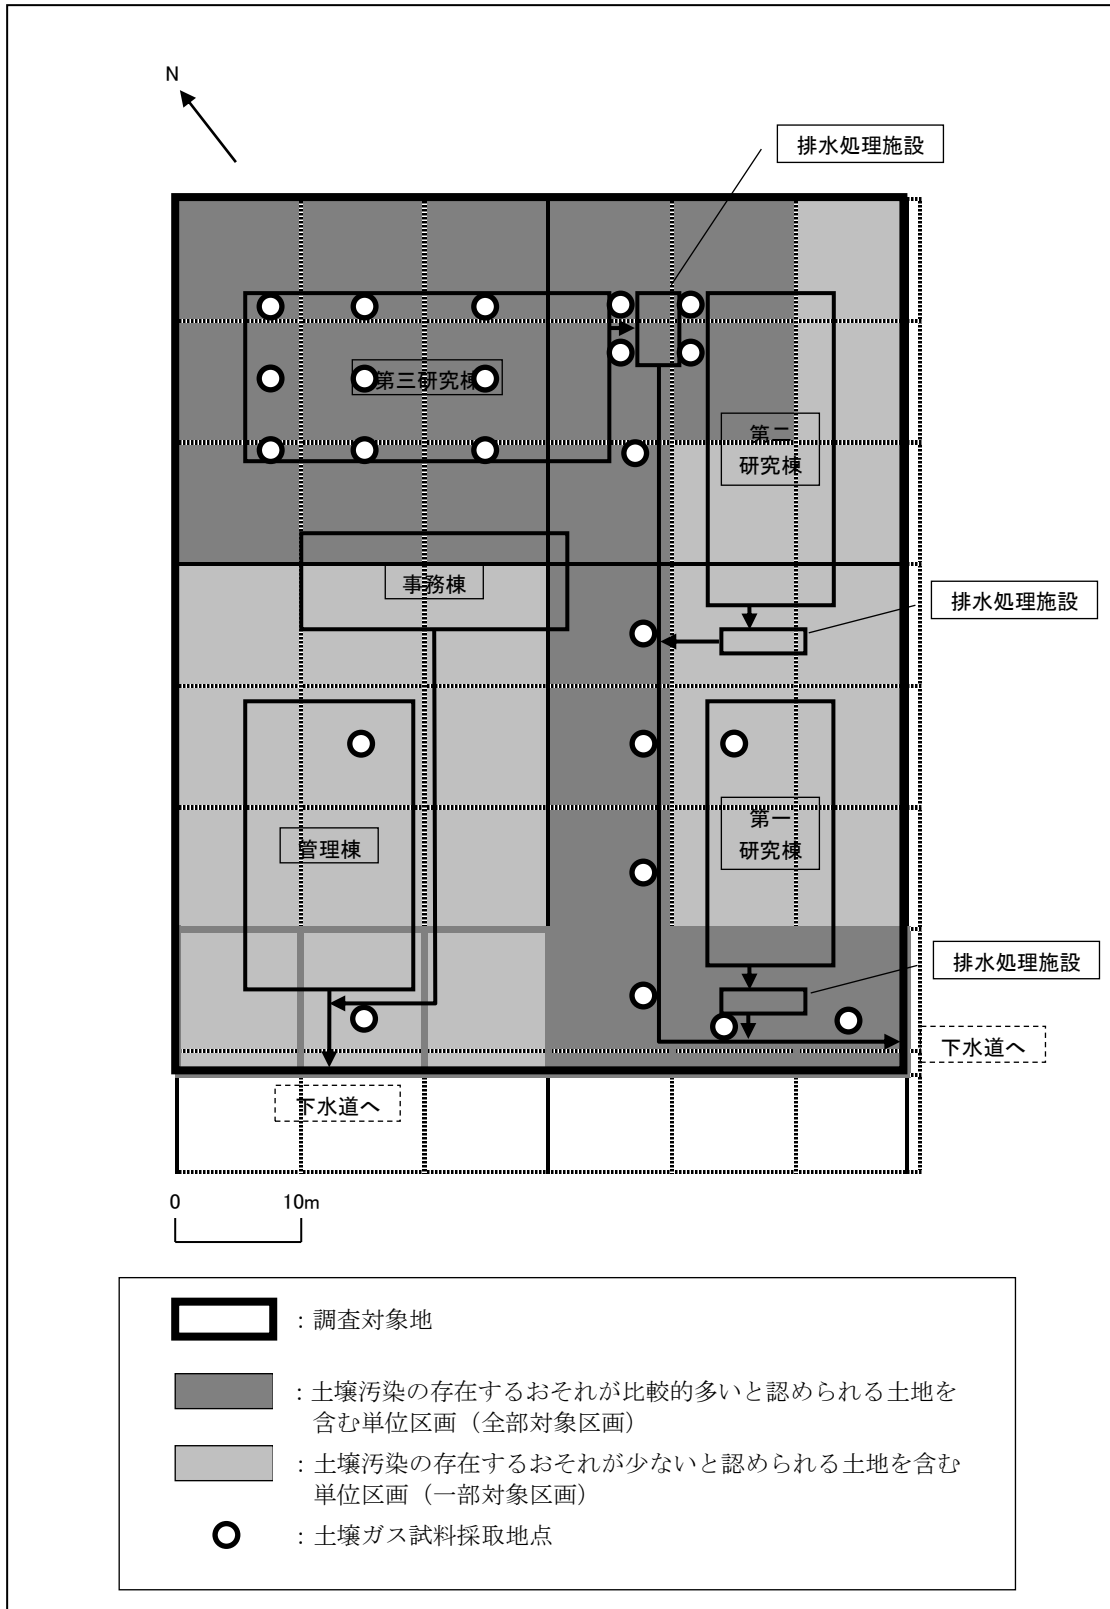 N
排水処理施設
第三研究棟
第二
研究棟
事務棟
排水処理施設
管理棟
第一
研究棟
排水処理施設
下水道へ
下水道へ
0 10m
：調査対象地
：土壌汚染の存在するおそれが比較的多いと認められる土地を
含む単位区画（全部対象区画）
：土壌汚染の存在するおそれが少ないと認められる土地を含む
単位区画（一部対象区画）
：土壌ガス試料採取地点